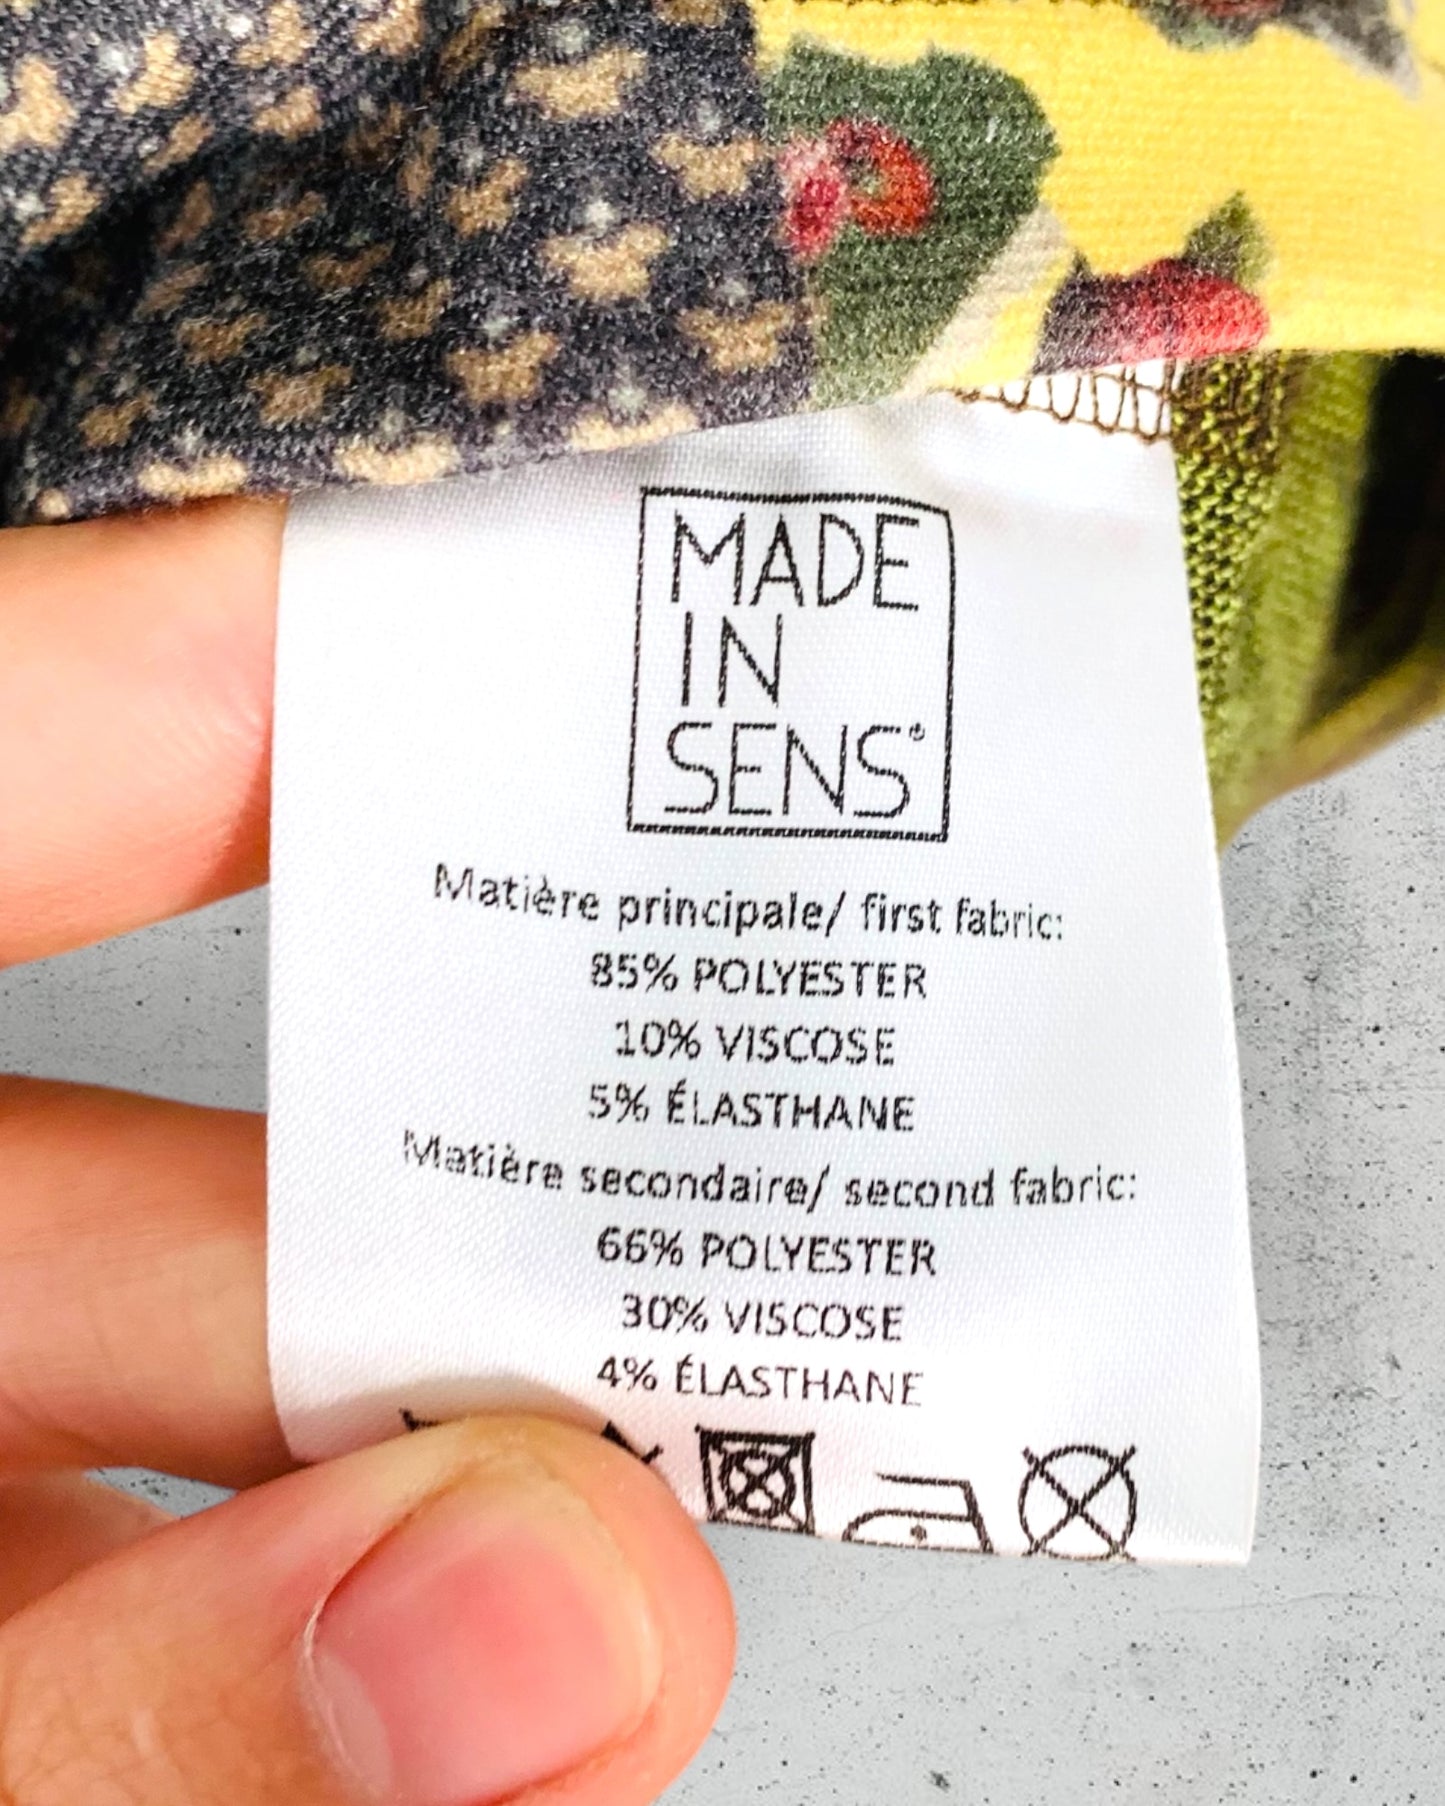 MADE
IN
SENS®
Matière principale/ first fabric:
85% POLYESTER
10% VISCOSE
5% ÉLASTHANE
Matière secondaire/ second fabric:
66% POLYESTER
30% VISCOSE
4% ÉLASTHANE